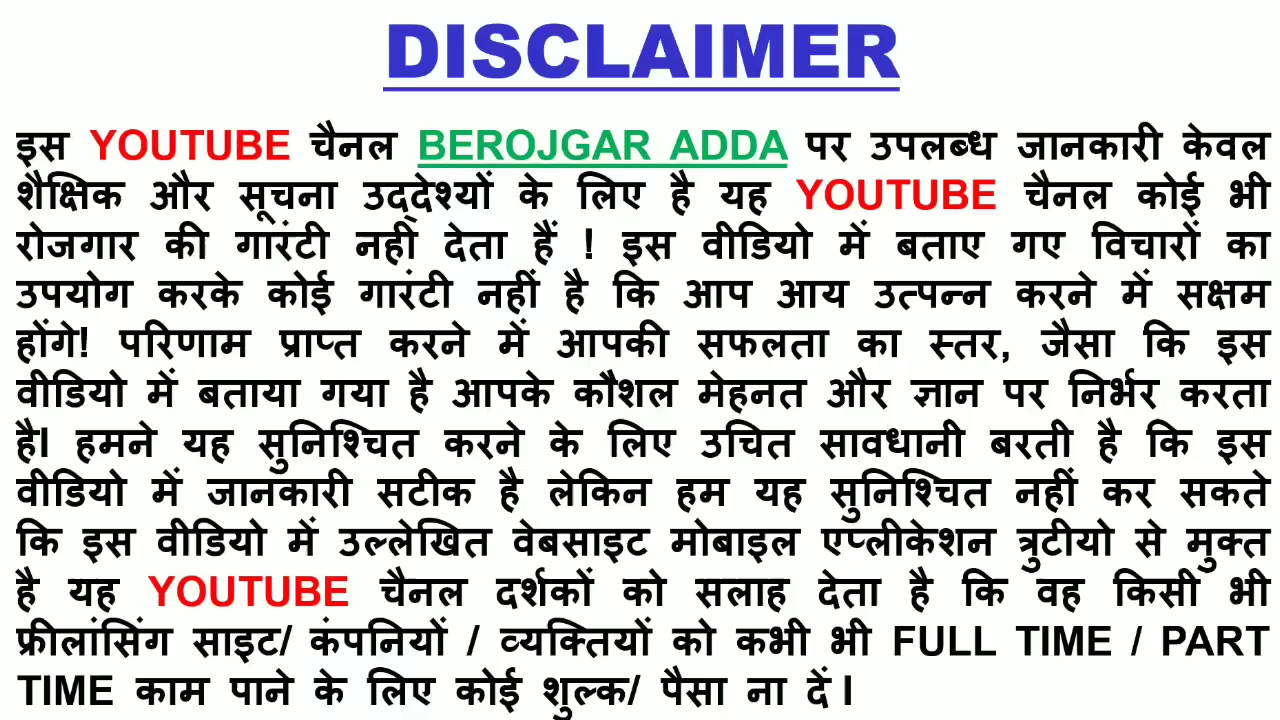 DISCLAIMER
इस YOUTUBE चैनल BEROJGAR ADDA पर उपलब्ध जानकारी केवल
शैक्षिक और सूचना उद्देश्यों के लिए है यह YOUTUBE चैनल कोई भी
रोजगार की गारंटी नहीं देता हैं ! इस वीडियो में बताए गए विचारों का
उपयोग करके कोई गारंटी नहीं है कि आप आय उत्पन्न करने में सक्षम
होंगे! परिणाम प्राप्त करने में आपकी सफलता का स्तर, जैसा कि इस
वीडियो में बताया गया है आपके कौशल मेहनत और ज्ञान पर निर्भर करता
हैI हमने यह सुनिश्चित करने के लिए उचित सावधानी बरती है कि इस
वीडियो में जानकारी सटीक है लेकिन हम यह सुनिश्चित नहीं कर सकते
कि इस वीडियो में उल्लेखित वेबसाइट मोबाइल एप्लीकेशन त्रुटीयो से मुक्त
है यह YOUTUBE चैनल दर्शकों को सलाह देता है कि वह किसी भी
फ्रीलांसिंग साइट/ कंपनियों / व्यक्तियों को कभी भी FULL TIME / PART
TIME काम पाने के लिए कोई शुल्क/ पैसा ना दें I